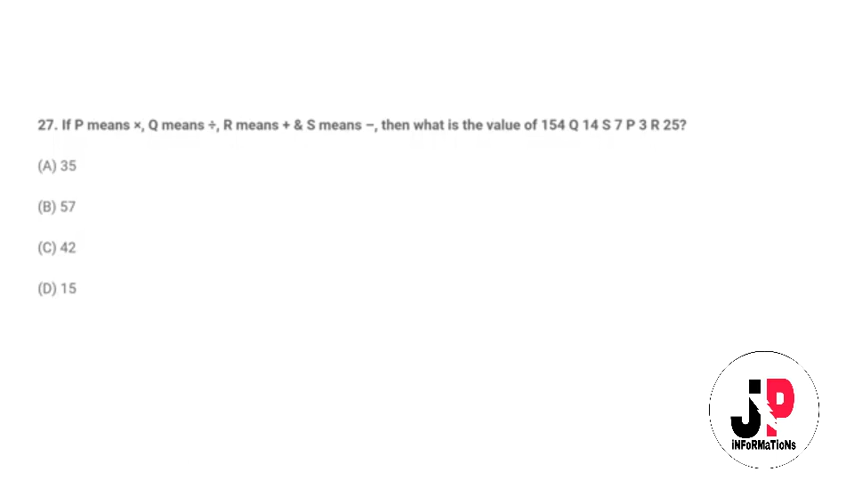 27. If P means ×, Q means ÷, R means + & S means –, then what is the value of 154 Q 14 S 7 P 3 R 25?
(A) 35
(B) 57
(C) 42
(D) 15
JP
iNFoRMaTioNs